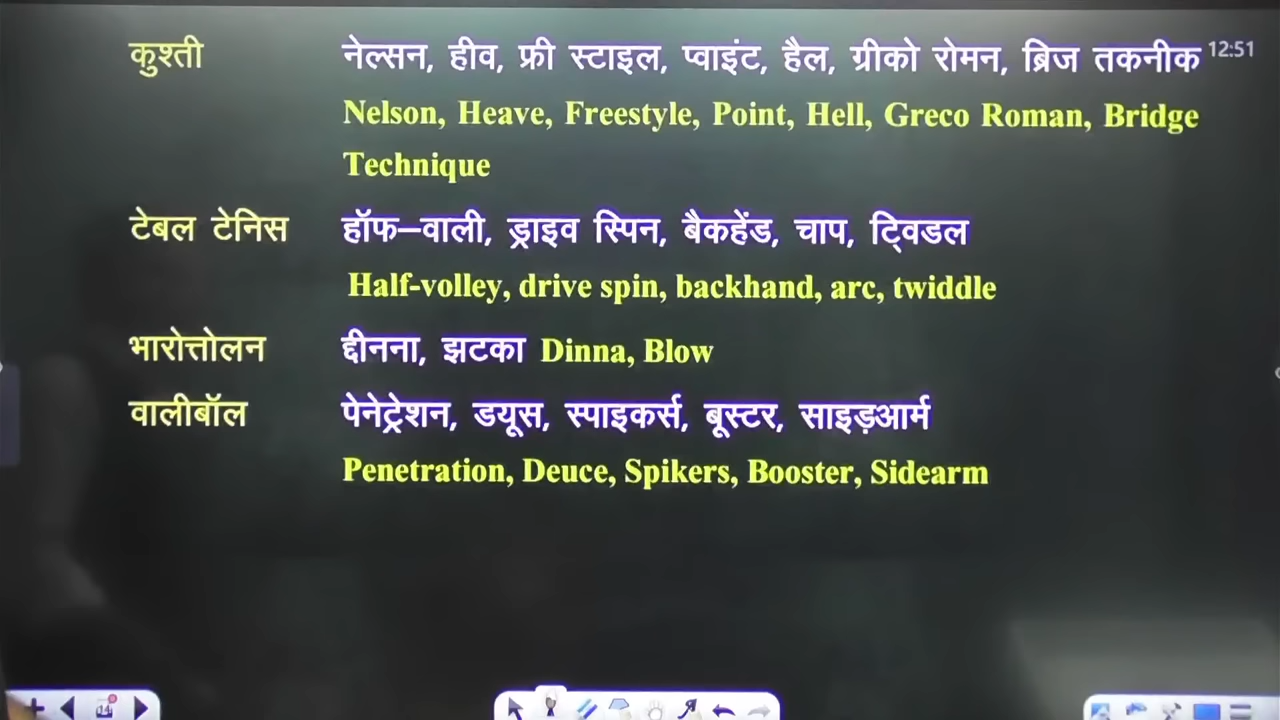 कुश्ती नेल्सन, हीव, फ्री स्टाइल, प्वाइंट, हैल, ग्रीको रोमन, ब्रिज तकनीक 12:51
Nelson, Heave, Freestyle, Point, Hell, Greco Roman, Bridge
Technique
टेबल टेनिस हॉफ–वाली, ड्राइव स्पिन, बैकहेंड, चाप, ट्विडल
Half-volley, drive spin, backhand, arc, twiddle
भारोत्तोलन द्दीनना, झटका Dinna, Blow
वालीबॉल पेनेट्रेशन, डयूस, स्पाइकर्स, बूस्टर, साइड़आर्म
Penetration, Deuce, Spikers, Booster, Sidearm